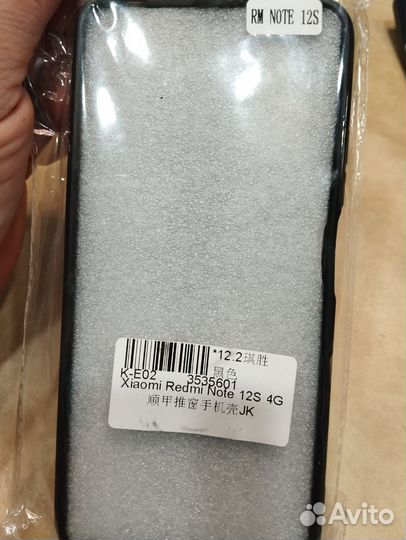 RM NOTE 12S
*12.2琪胜
K-E02 黑色
3535601
Xiaomi Redmi Note 12S 4G
顺甲推窗手机壳JK
Avito